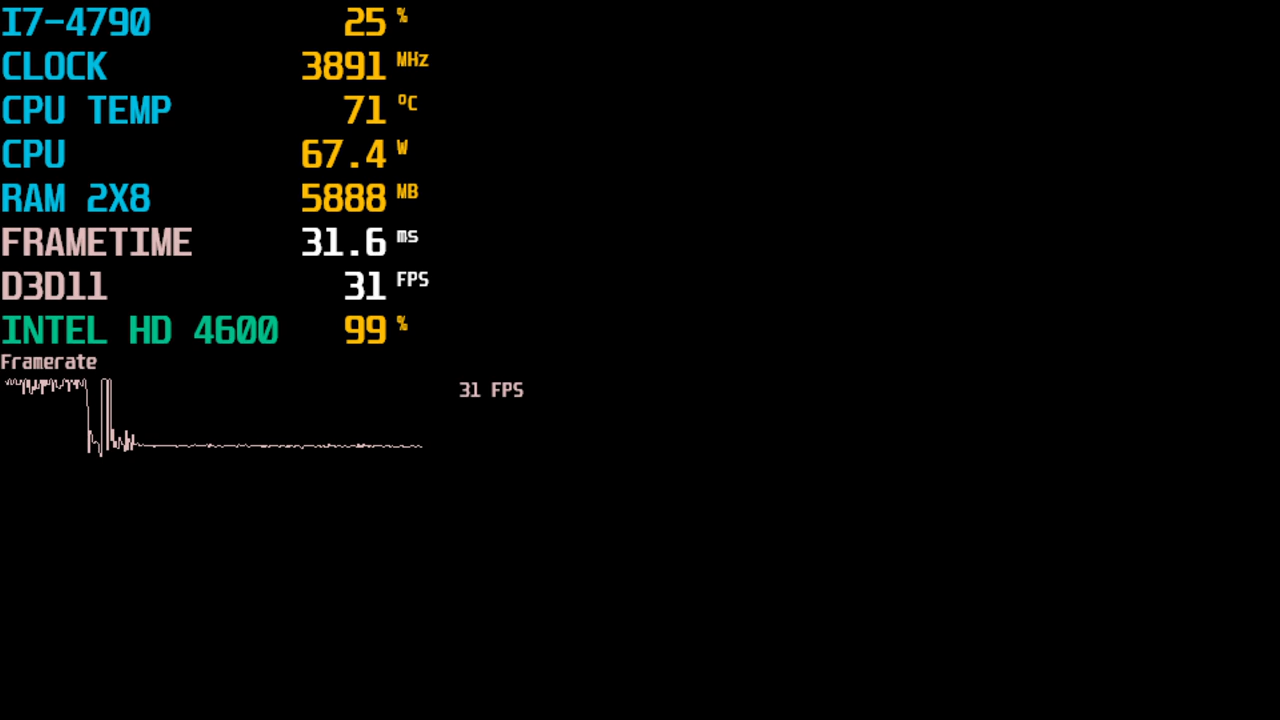 I7-4790 25 %
CLOCK 3891 MHz
CPU TEMP 71 °C
CPU 67.4 W
RAM 2X8 5888 MB
FRAMETIME 31.6 ms
D3D11 31 FPS
INTEL HD 4600 99 %
Framerate
31 FPS